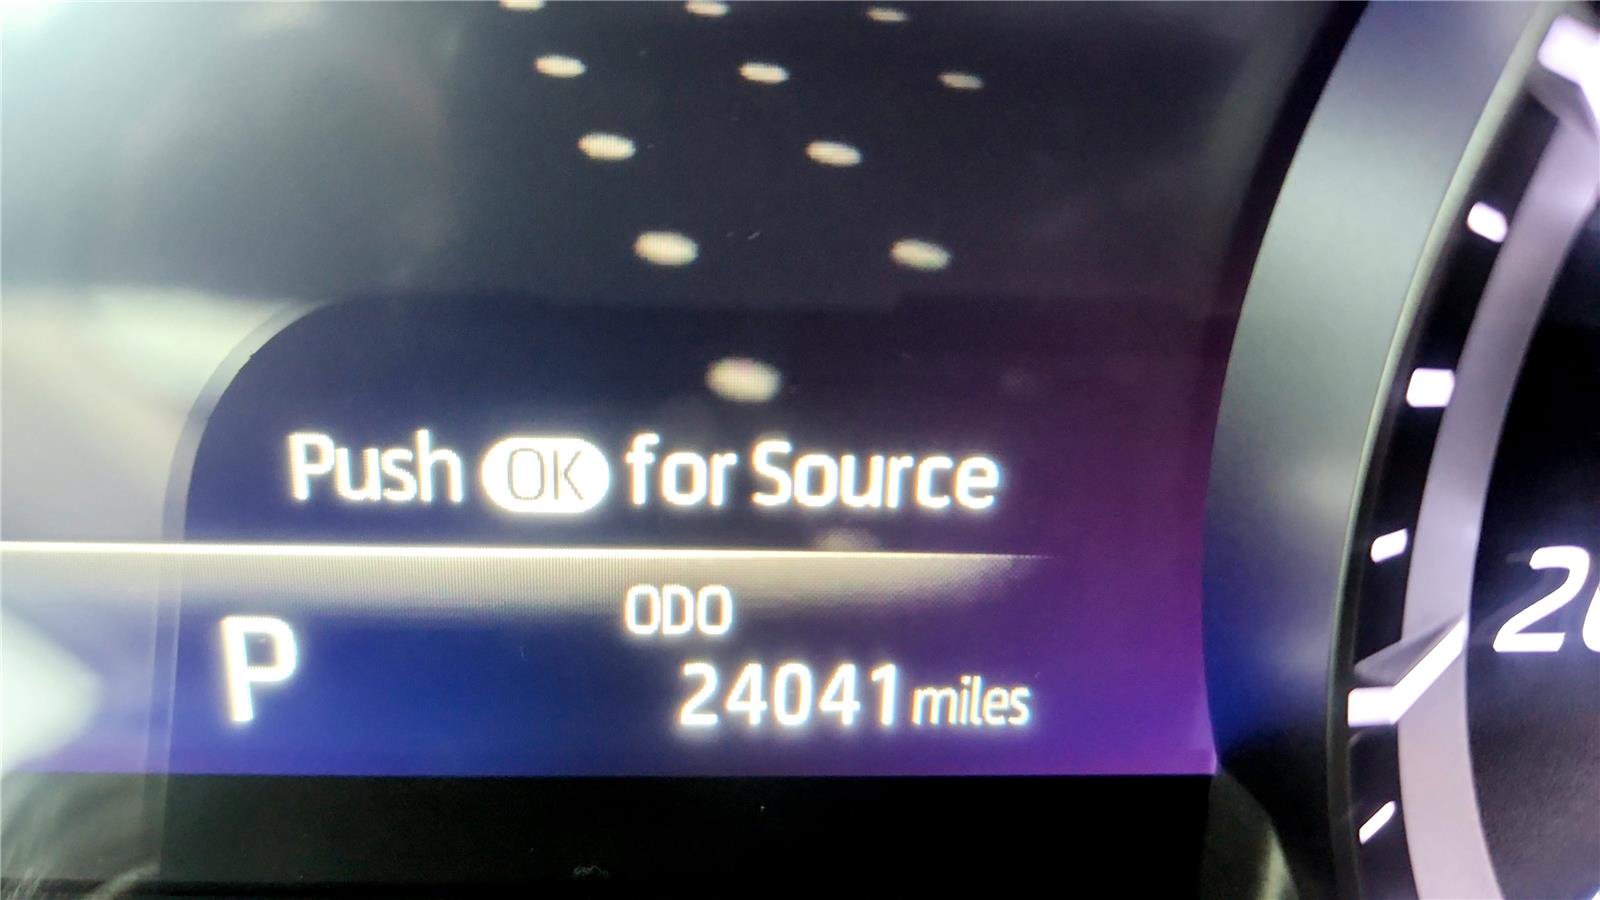 Push OK for Source
ODO
P
24041 miles